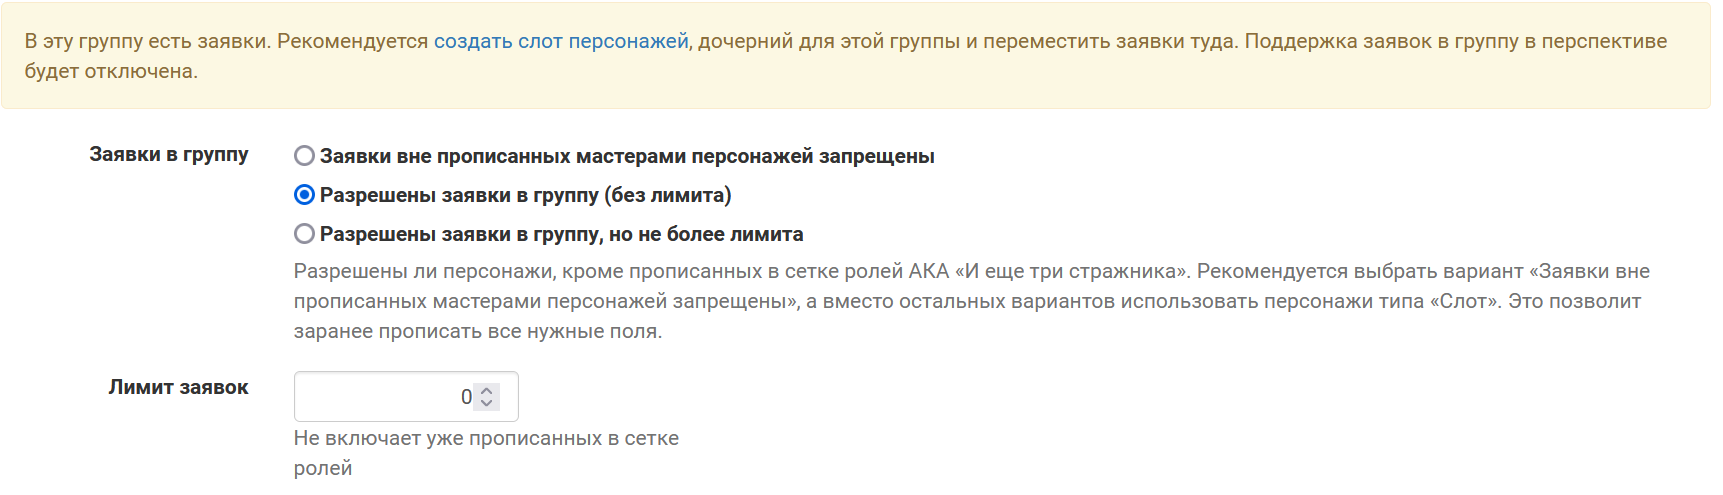 В эту группу есть заявки. Рекомендуется создать слот персонажей, дочерний для этой группы и переместить заявки туда. Поддержка заявок в группу в перспективе
будет отключена.
Заявки в группу
Заявки вне прописанных мастерами персонажей запрещены
Разрешены заявки в группу (без лимита)
Разрешены заявки в группу, но не более лимита
Разрешены ли персонажи, кроме прописанных в сетке ролей АКА «И еще три стражника». Рекомендуется выбрать вариант «Заявки вне
прописанных мастерами персонажей запрещены», а вместо остальных вариантов использовать персонажи типа «Слот». Это позволит
заранее прописать все нужные поля.
Лимит заявок
0
Не включает уже прописанных в сетке
ролей